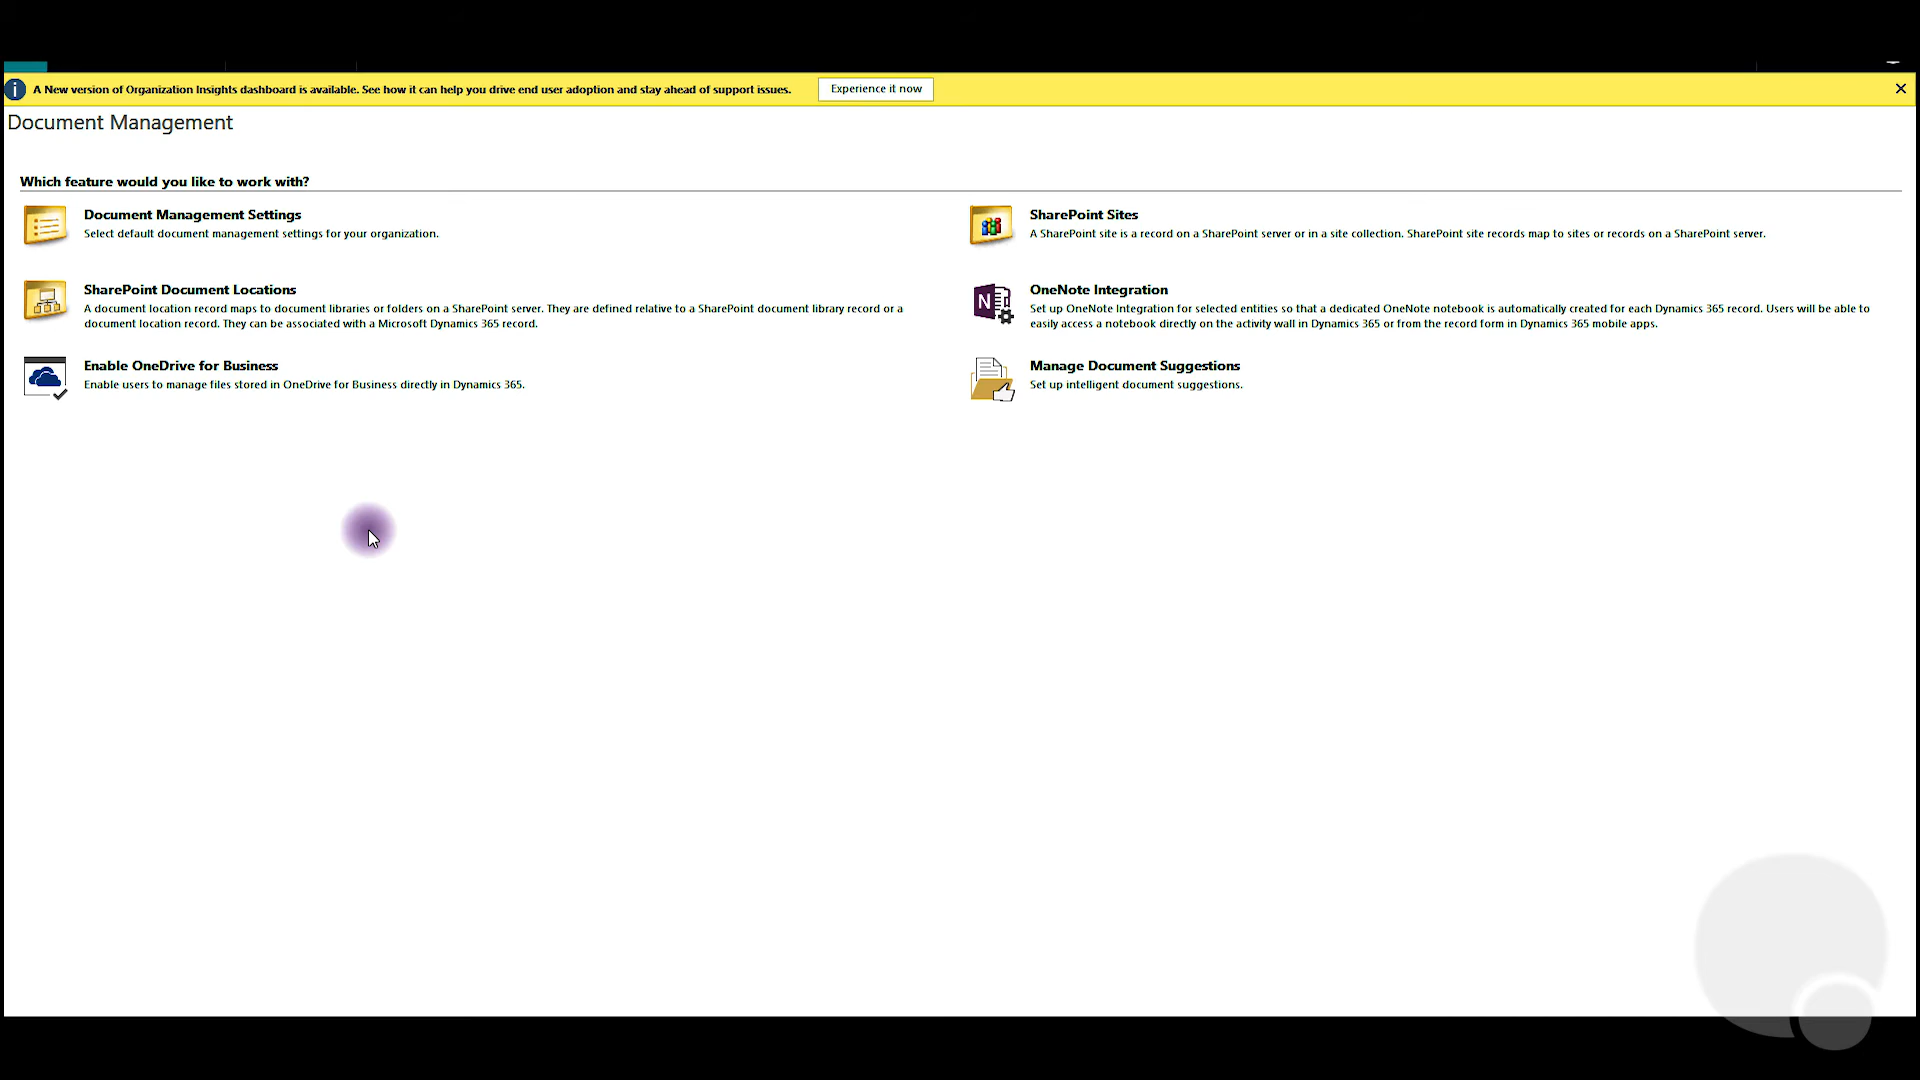 A New version of Organization Insights dashboard is available. See how it can help you drive end user adoption and stay ahead of support issues.
Experience it now
Document Management
Which feature would you like to work with?
Document Management Settings
Select default document management settings for your organization.
SharePoint Sites
A SharePoint site is a record on a SharePoint server or in a site collection. SharePoint site records map to sites or records on a SharePoint server.
SharePoint Document Locations
A document location record maps to document libraries or folders on a SharePoint server. They are defined relative to a SharePoint document library record or a
document location record. They can be associated with a Microsoft Dynamics 365 record.
OneNote Integration
Set up OneNote Integration for selected entities so that a dedicated OneNote notebook is automatically created for each Dynamics 365 record. Users will be able to
easily access a notebook directly on the activity wall in Dynamics 365 or from the record form in Dynamics 365 mobile apps.
Enable OneDrive for Business
Enable users to manage files stored in OneDrive for Business directly in Dynamics 365.
Manage Document Suggestions
Set up intelligent document suggestions.